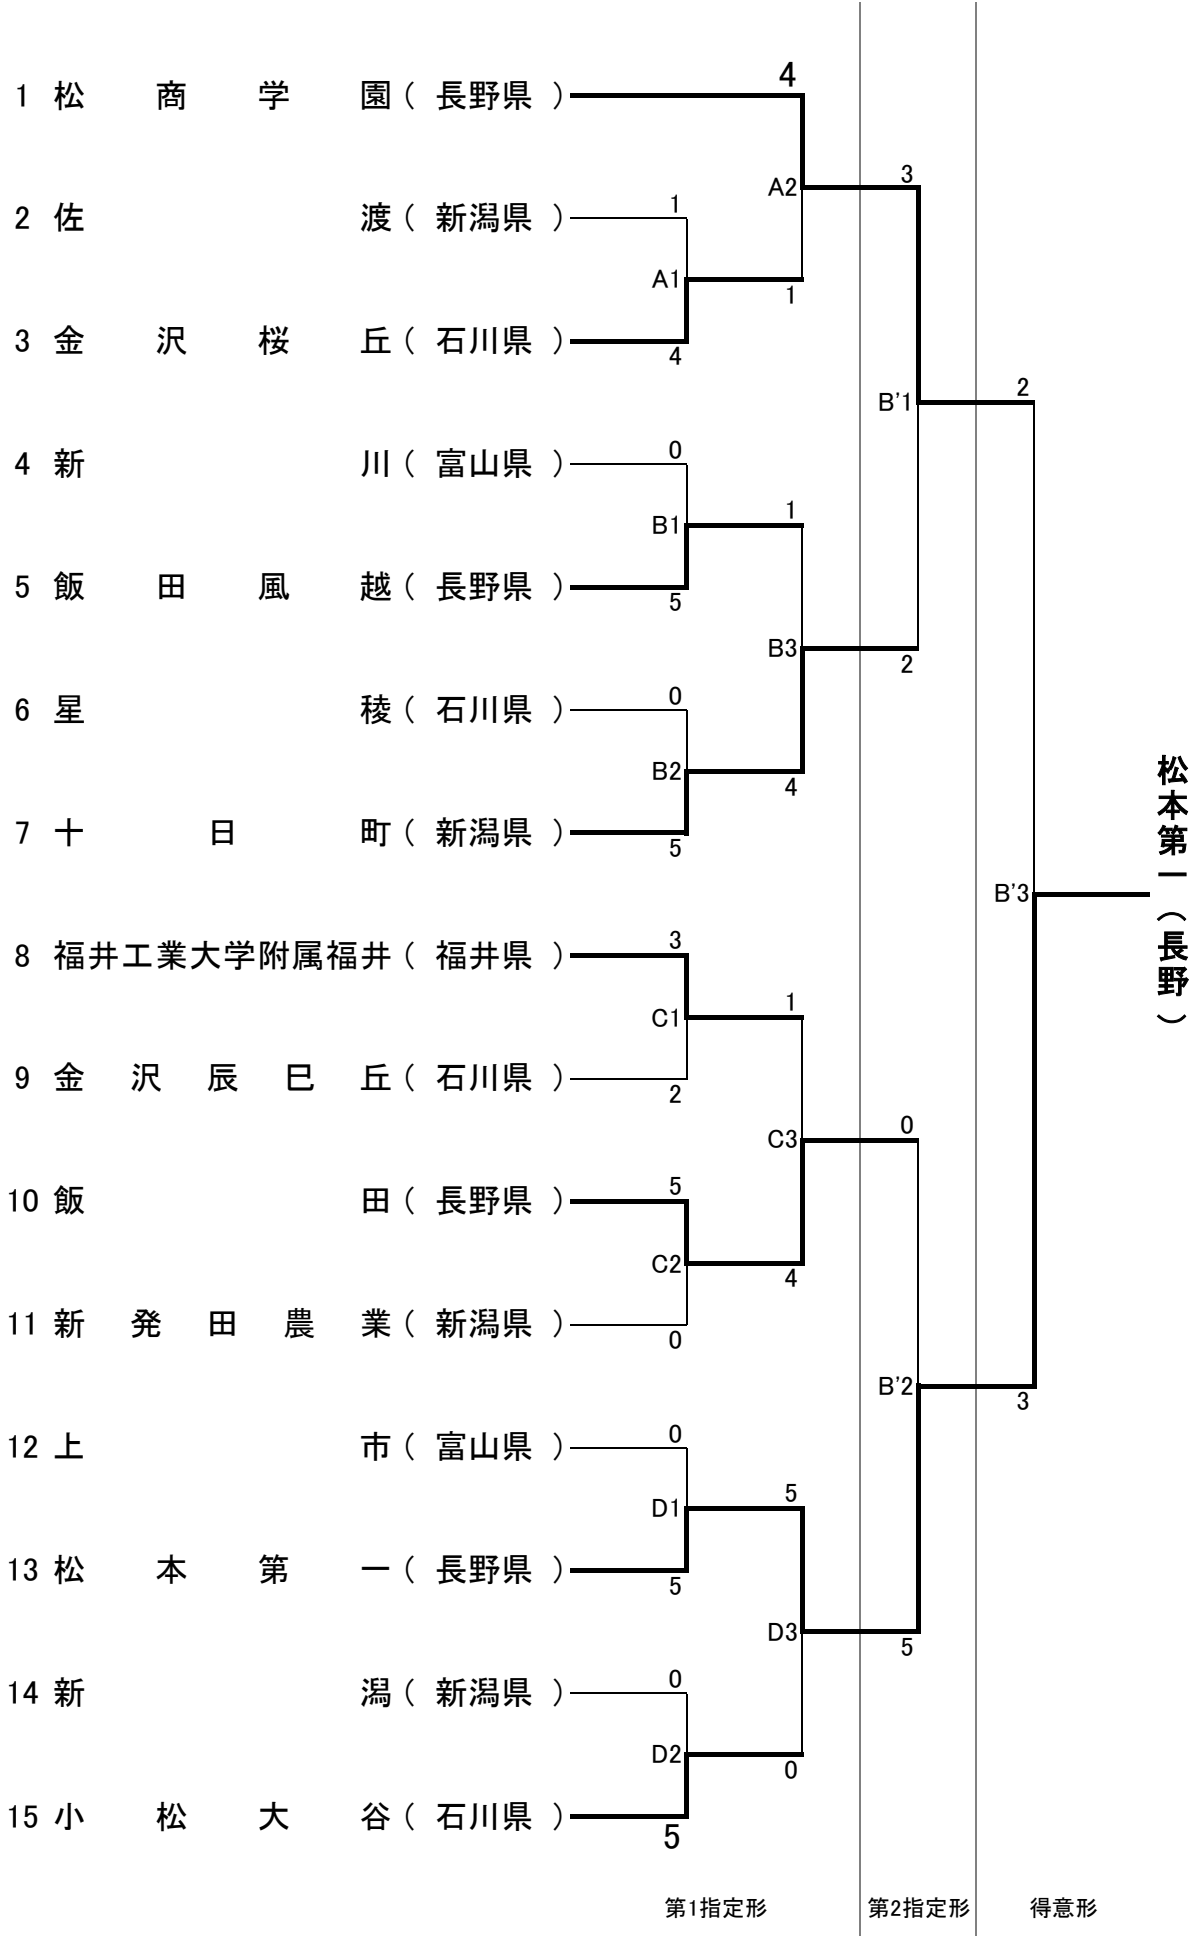 4
1 松商学園 ( 長野県 )
3
A2
1
2 佐渡 ( 新潟県 )
A1
1
3 金沢桜丘 ( 石川県 )
4
2
B'1
0
4 新川 ( 富山県 )
1
B1
5 飯田風越 ( 長野県 )
5
B3
2
0
6 星稜 ( 石川県 )
B2
4
7 十日町 ( 新潟県 )
5
松本第一（長野）
B'3
3
8 福井工業大学附属福井 ( 福井県 )
1
C1
9 金沢辰巳丘 ( 石川県 )
2
0
C3
5
10 飯田 ( 長野県 )
C2
4
11 新発田農業 ( 新潟県 )
0
B'2
3
0
12 上市 ( 富山県 )
5
D1
13 松本第一 ( 長野県 )
5
D3
5
0
14 新潟 ( 新潟県 )
D2
0
15 小松大谷 ( 石川県 )
5
第1指定形 第2指定形 得意形